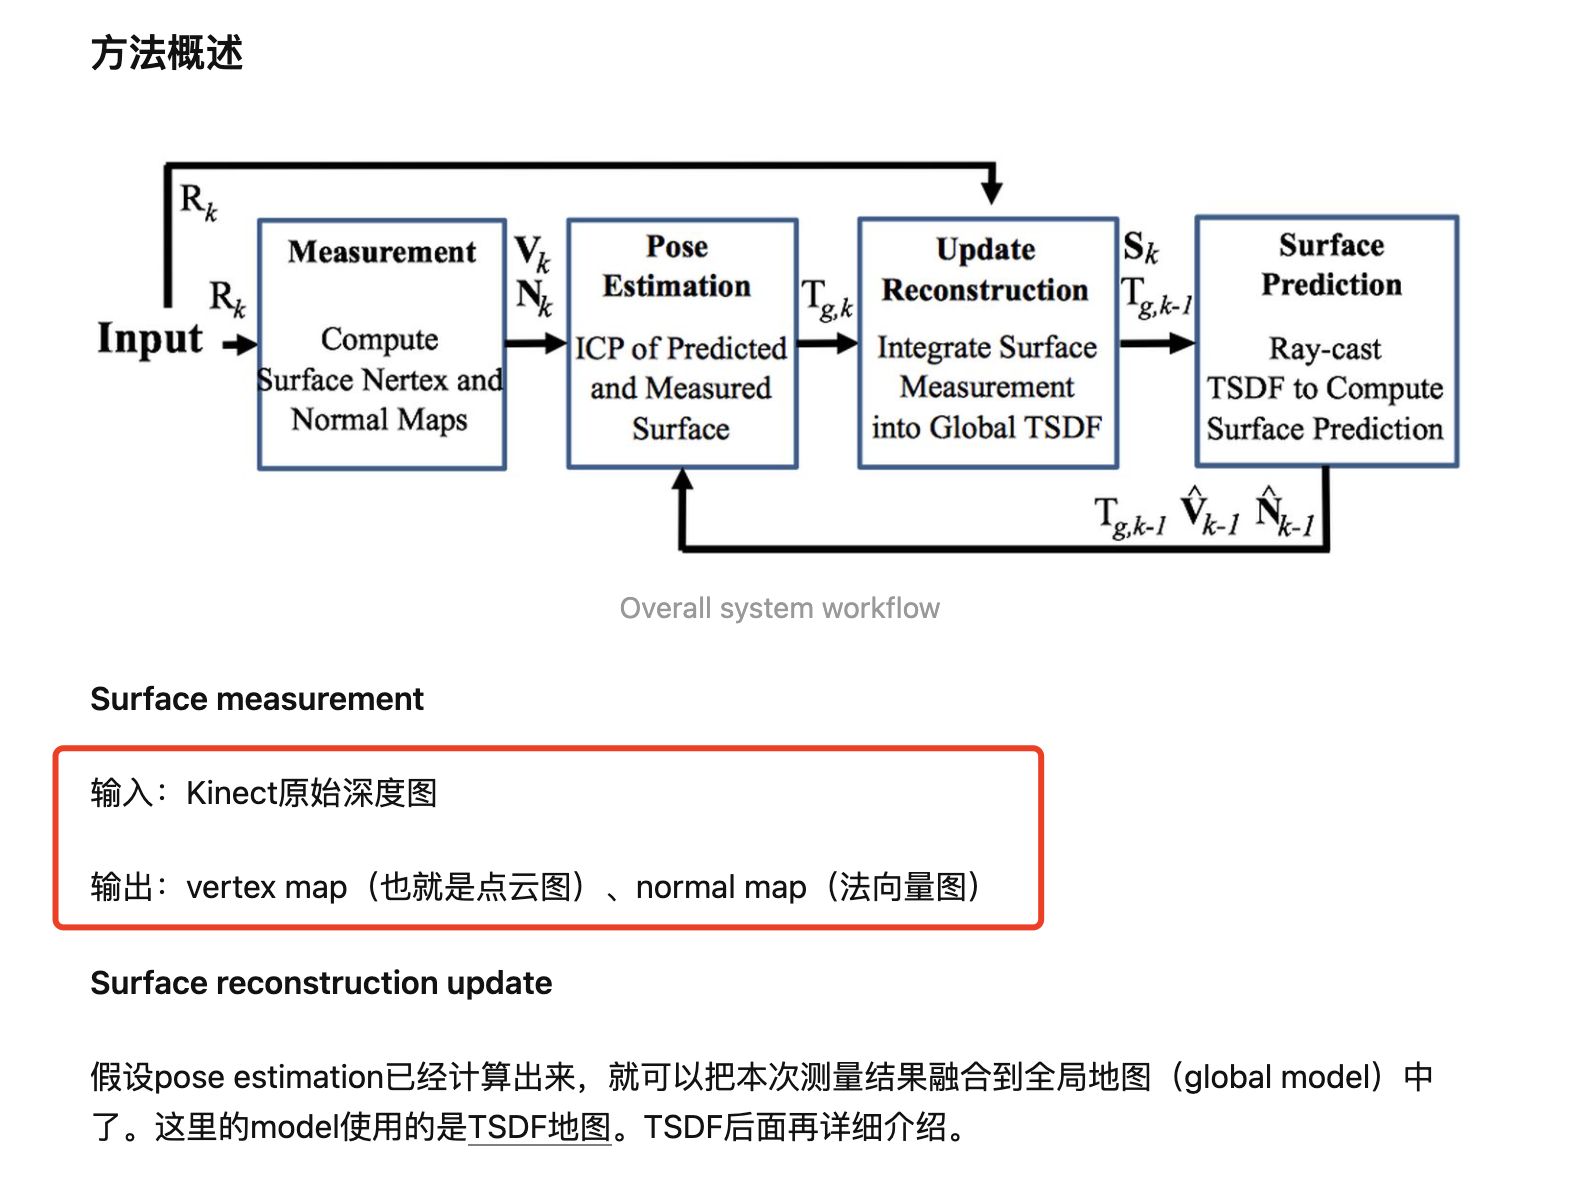 方法概述
R_k
R_k
Input
Measurement
Compute
Surface Nertex and
Normal Maps
V_k
N_k
Pose
Estimation
ICP of Predicted
and Measured
Surface
T_g,k
Update
Reconstruction
Integrate Surface
Measurement
into Global TSDF
S_k
T_g,k-1
Surface
Prediction
Ray-cast
TSDF to Compute
Surface Prediction
T_g,k-1 V̂_k-1 N̂_k-1
Overall system workflow
Surface measurement
输入：Kinect原始深度图
输出：vertex map（也就是点云图）、normal map（法向量图）
Surface reconstruction update
假设pose estimation已经计算出来，就可以把本次测量结果融合到全局地图（global model）中
了。这里的model使用的是TSDF地图。TSDF后面再详细介绍。